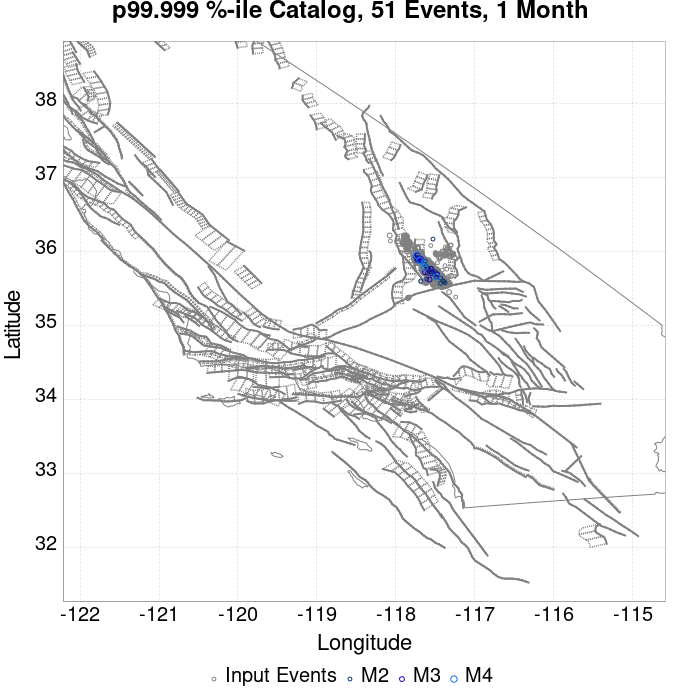 p99.999 %-ile Catalog, 51 Events, 1 Month
38
37
36
35
34
33
32
Latitude
-122 -121 -120 -119 -118 -117 -116 -115
Longitude
Input Events M2 M3 M4